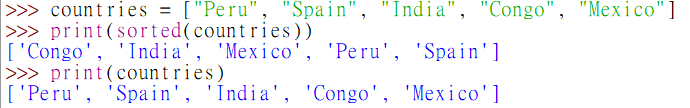 >>> countries = ["Peru", "Spain", "India", "Congo", "Mexico"]
>>> print(sorted(countries))
['Congo', 'India', 'Mexico', 'Peru', 'Spain']
>>> print(countries)
['Peru', 'Spain', 'India', 'Congo', 'Mexico']